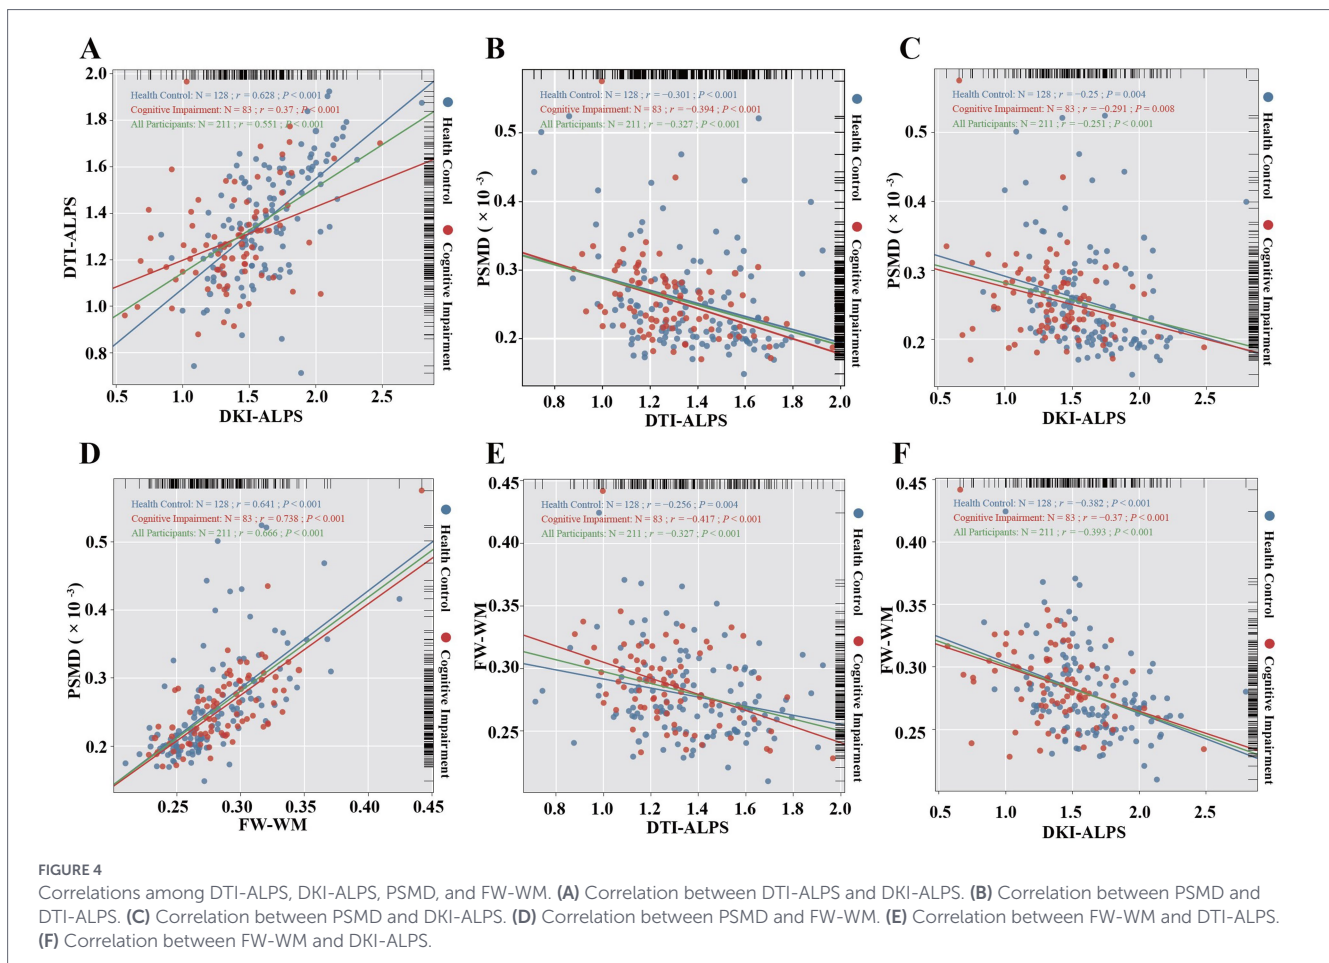 A
2.0
1.8
1.6
1.4
1.2
1.0
0.8
DTI-ALPS
Health Control: N = 128 ; r = 0.628 ; P < 0.001
Cognitive Impairment: N = 83 ; r = 0.37 ; P < 0.001
All Participants: N = 211 ; r = 0.551 ; P < 0.001
0.5 1.0 1.5 2.0 2.5
DKI-ALPS
Health Control
Cognitive Impairment
B
0.5
0.4
0.3
0.2
PSMD ( × 10 ⁻³)
Health Control: N = 128 ; r = −0.301 ; P < 0.001
Cognitive Impairment: N = 83 ; r = −0.394 ; P < 0.001
All Participants: N = 211 ; r = −0.327 ; P < 0.001
0.8 1.0 1.2 1.4 1.6 1.8 2.0
DTI-ALPS
Health Control
Cognitive Impairment
C
0.5
0.4
0.3
0.2
PSMD ( × 10 ⁻³)
Health Control: N = 128 ; r = −0.25 ; P = 0.004
Cognitive Impairment: N = 83 ; r = −0.291 ; P = 0.008
All Participants: N = 211 ; r = −0.251 ; P < 0.001
0.5 1.0 1.5 2.0 2.5
DKI-ALPS
Health Control
Cognitive Impairment
D
0.5
0.4
0.3
0.2
PSMD ( × 10 ⁻³)
Health Control: N = 128 ; r = 0.641 ; P < 0.001
Cognitive Impairment: N = 83 ; r = 0.738 ; P < 0.001
All Participants: N = 211 ; r = 0.666 ; P < 0.001
0.25 0.30 0.35 0.40 0.45
FW-WM
Health Control
Cognitive Impairment
E
0.45
0.40
0.35
0.30
0.25
FW-WM
Health Control: N = 128 ; r = −0.256 ; P = 0.004
Cognitive Impairment: N = 83 ; r = −0.417 ; P < 0.001
All Participants: N = 211 ; r = −0.327 ; P < 0.001
0.8 1.0 1.2 1.4 1.6 1.8 2.0
DTI-ALPS
Health Control
Cognitive Impairment
F
0.45
0.40
0.35
0.30
0.25
FW-WM
Health Control: N = 128 ; r = −0.382 ; P < 0.001
Cognitive Impairment: N = 83 ; r = −0.37 ; P < 0.001
All Participants: N = 211 ; r = −0.393 ; P < 0.001
0.5 1.0 1.5 2.0 2.5
DKI-ALPS
Health Control
Cognitive Impairment
FIGURE 4
Correlations among DTI-ALPS, DKI-ALPS, PSMD, and FW-WM. (A) Correlation between DTI-ALPS and DKI-ALPS. (B) Correlation between PSMD and
DTI-ALPS. (C) Correlation between PSMD and DKI-ALPS. (D) Correlation between PSMD and FW-WM. (E) Correlation between FW-WM and DTI-ALPS.
(F) Correlation between FW-WM and DKI-ALPS.